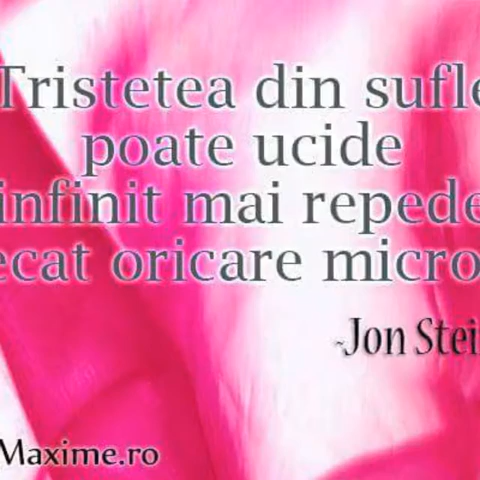 Tristetea din sufle
poate ucide
infinit mai repede
ecat oricare micro
~Jon Stei
Maxime.ro